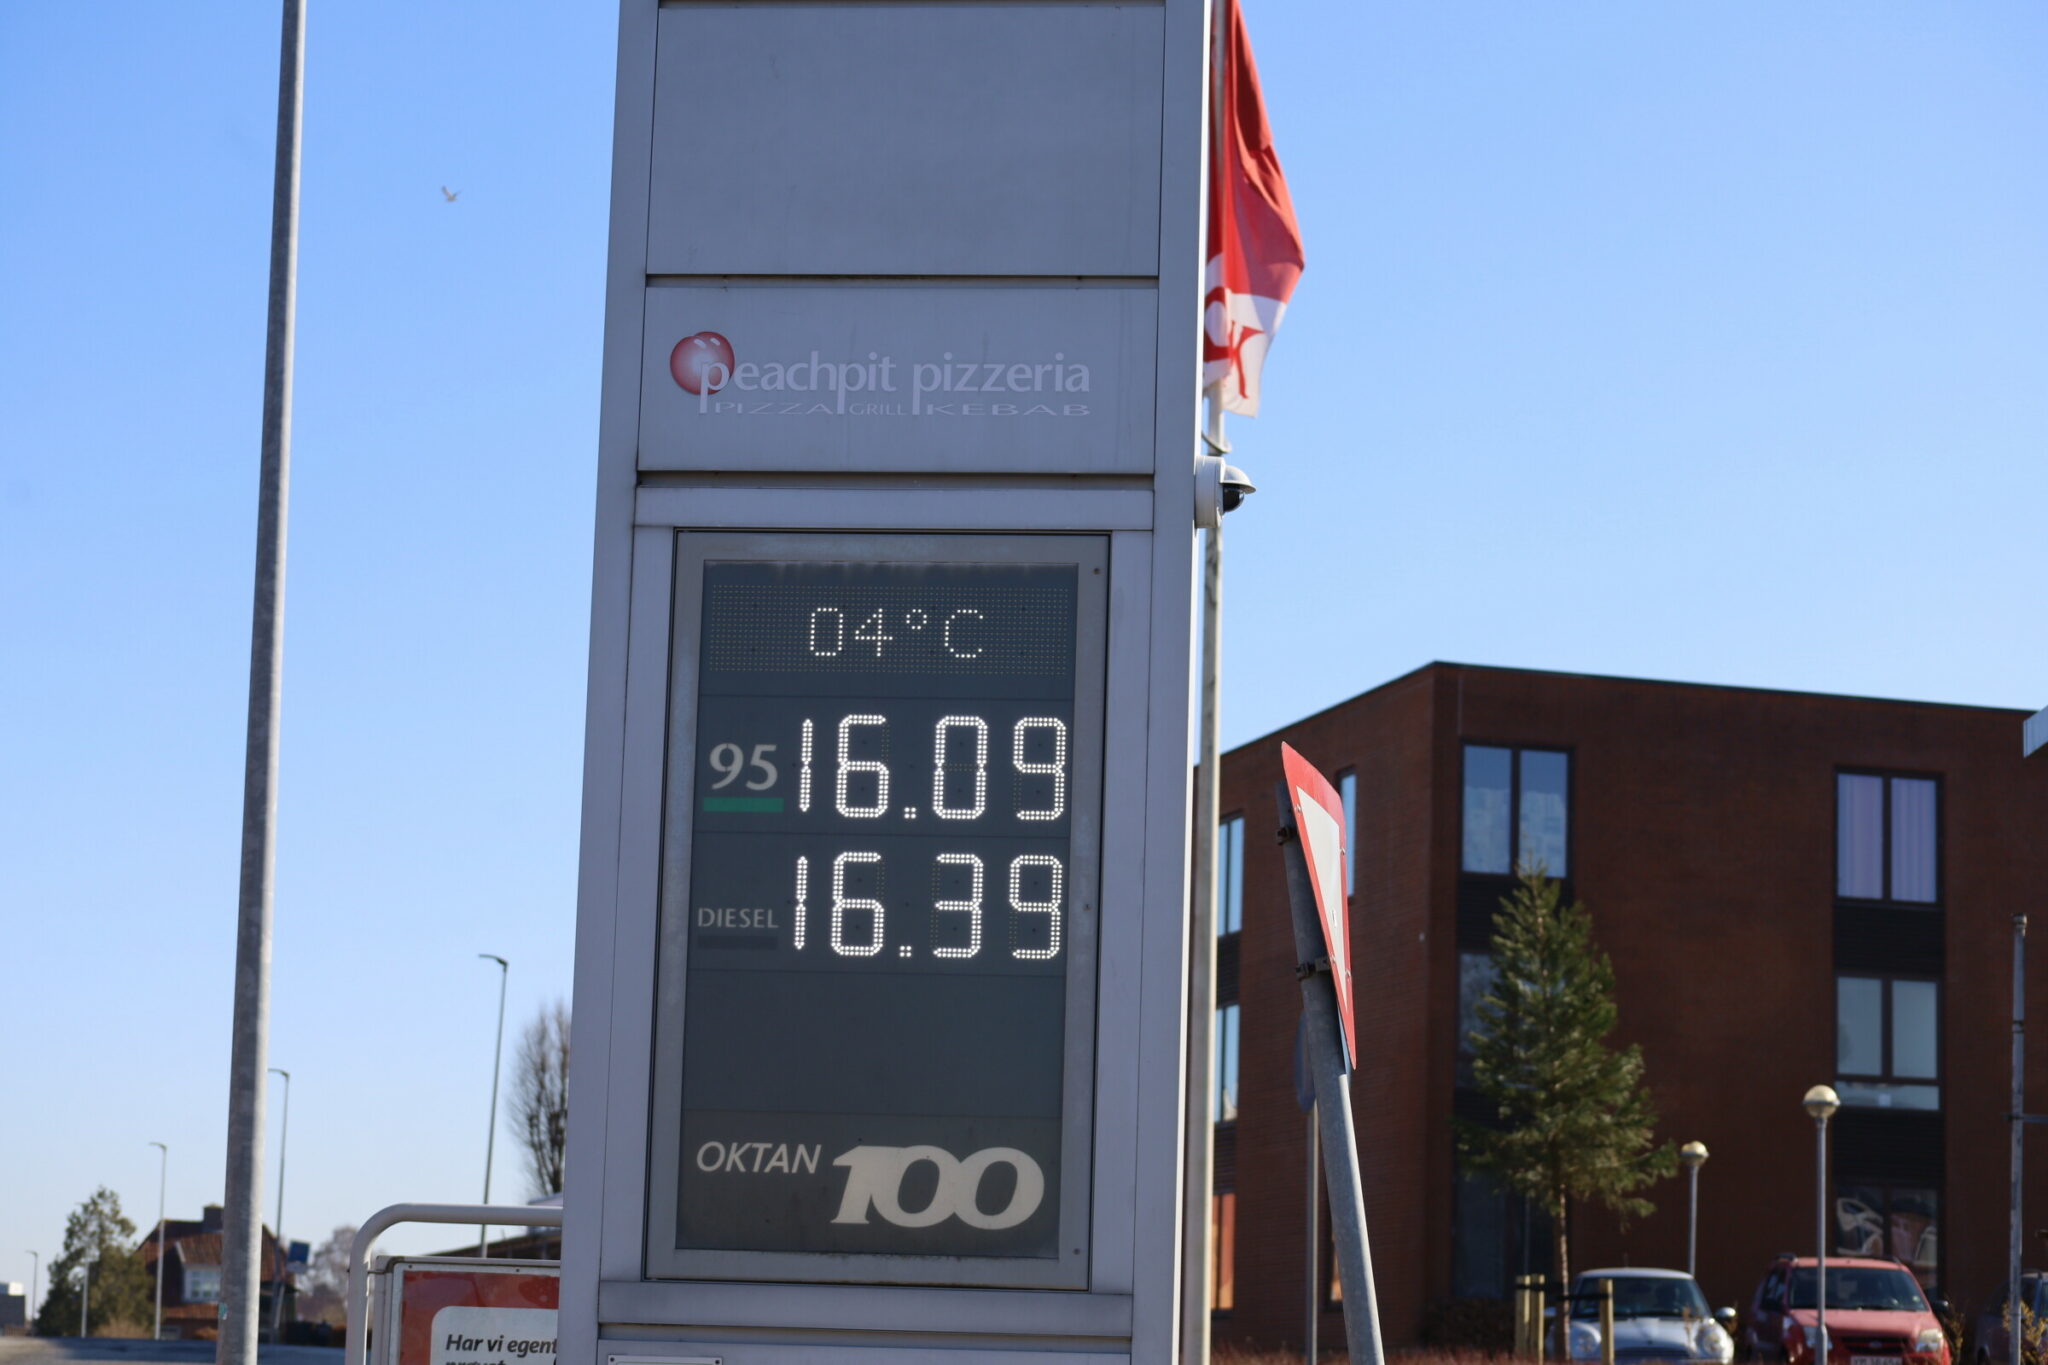 peachpit pizzeria
PIZZA GRILL KEBAB
04°C
95 16.09
DIESEL 16.39
OKTAN 100
Har vi egent